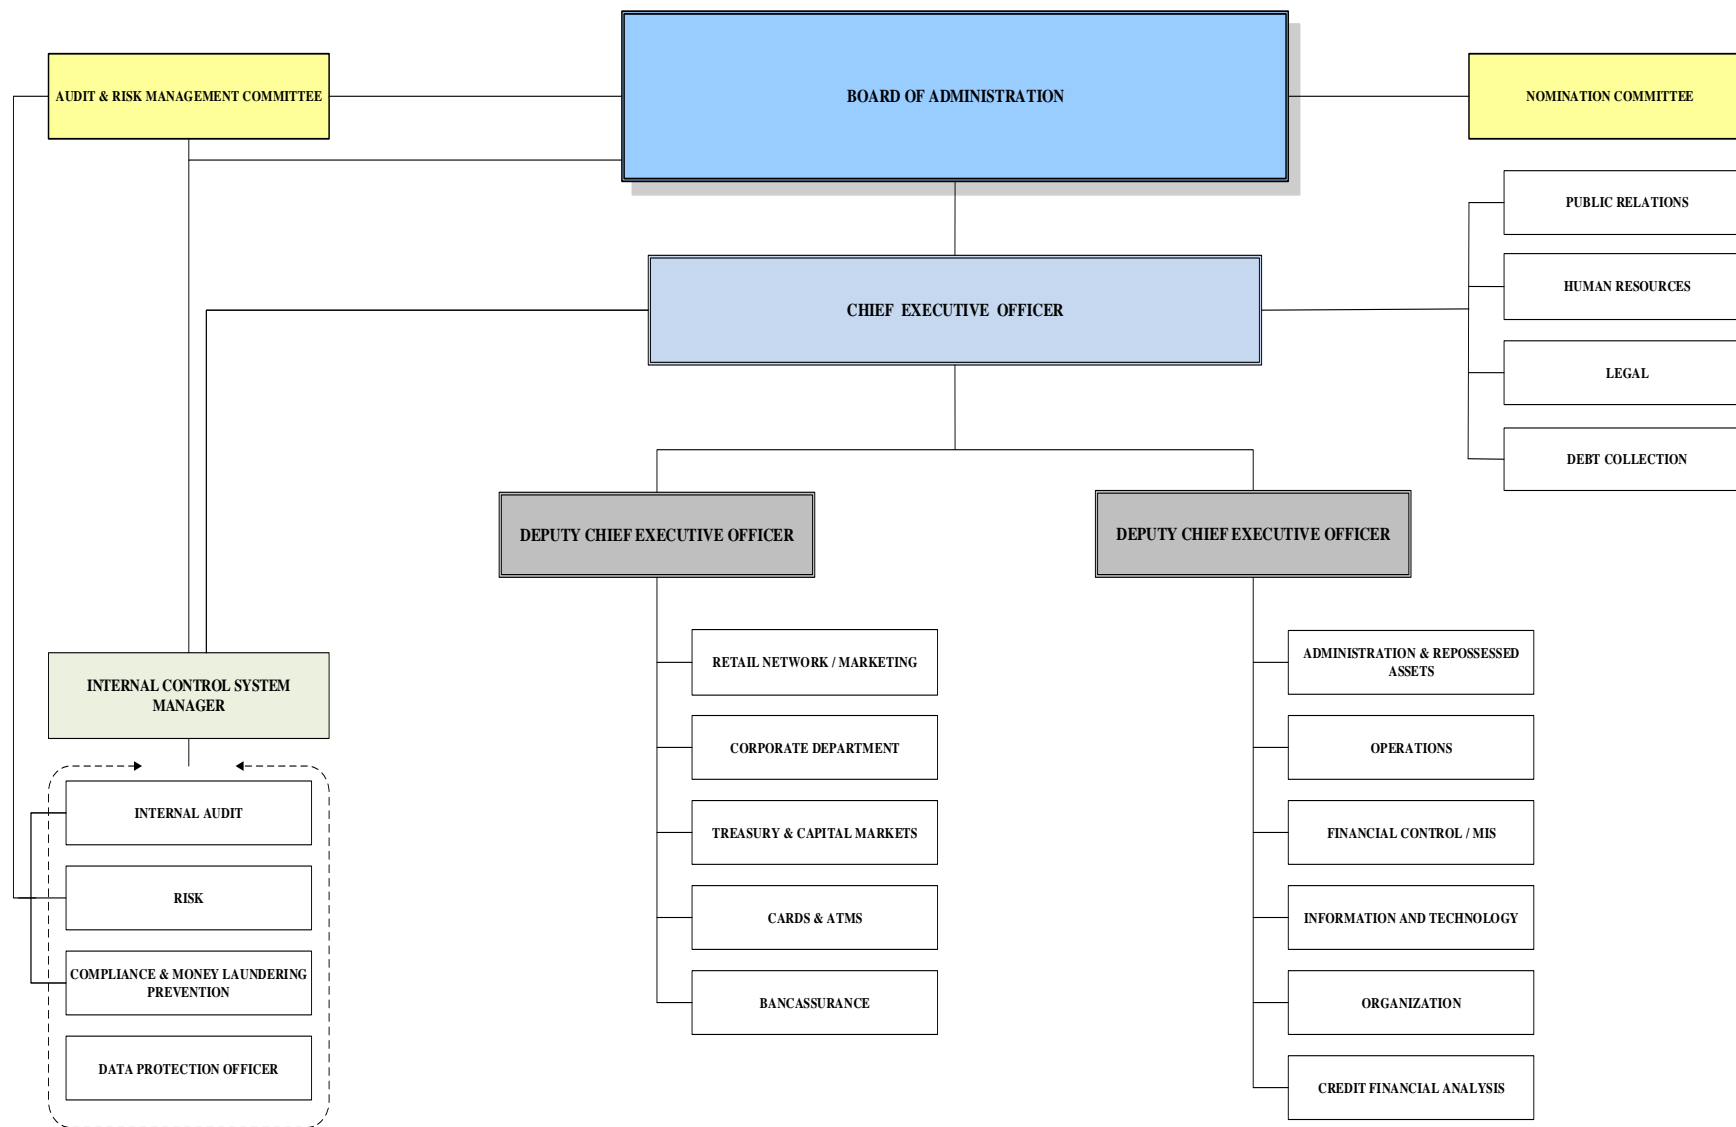 BOARD OF ADMINISTRATION
AUDIT & RISK MANAGEMENT COMMITTEE
NOMINATION COMMITTEE
PUBLIC RELATIONS
HUMAN RESOURCES
CHIEF EXECUTIVE OFFICER
LEGAL
DEBT COLLECTION
DEPUTY CHIEF EXECUTIVE OFFICER
DEPUTY CHIEF EXECUTIVE OFFICER
INTERNAL CONTROL SYSTEM
MANAGER
INTERNAL AUDIT
RISK
COMPLIANCE & MONEY LAUNDERING
PREVENTION
DATA PROTECTION OFFICER
RETAIL NETWORK / MARKETING
CORPORATE DEPARTMENT
TREASURY & CAPITAL MARKETS
CARDS & ATMS
BANCASSURANCE
ADMINISTRATION & REPOSSESSED
ASSETS
OPERATIONS
FINANCIAL CONTROL / MIS
INFORMATION AND TECHNOLOGY
ORGANIZATION
CREDIT FINANCIAL ANALYSIS